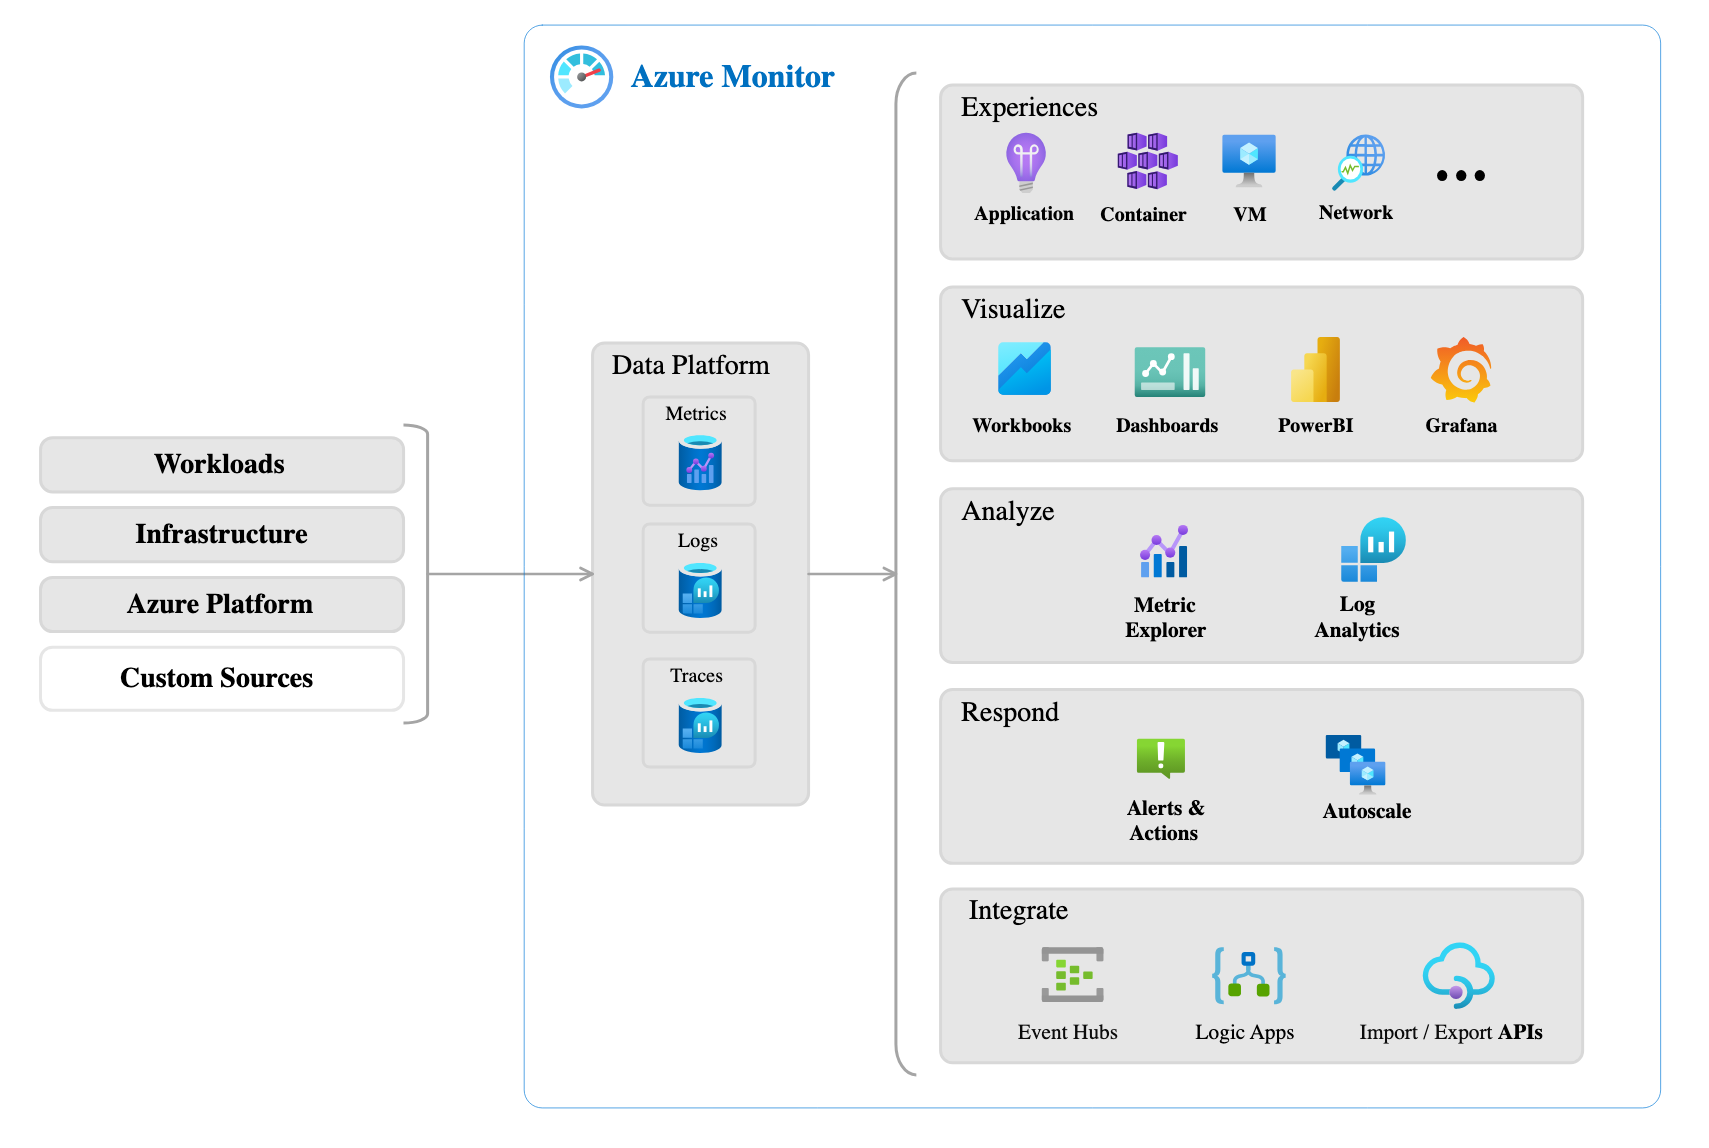 Azure Monitor
Workloads
Infrastructure
Azure Platform
Custom Sources
Data Platform
Metrics
Logs
Traces
Experiences
Application
Container
VM
Network
Visualize
Workbooks
Dashboards
PowerBI
Grafana
Analyze
Metric
Explorer
Log
Analytics
Respond
Alerts &
Actions
Autoscale
Integrate
Event Hubs
Logic Apps
Import / Export APIs